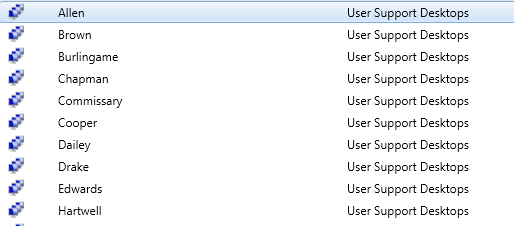 Allen User Support Desktops
Brown User Support Desktops
Burlingame User Support Desktops
Chapman User Support Desktops
Commissary User Support Desktops
Cooper User Support Desktops
Dailey User Support Desktops
Drake User Support Desktops
Edwards User Support Desktops
Hartwell User Support Desktops